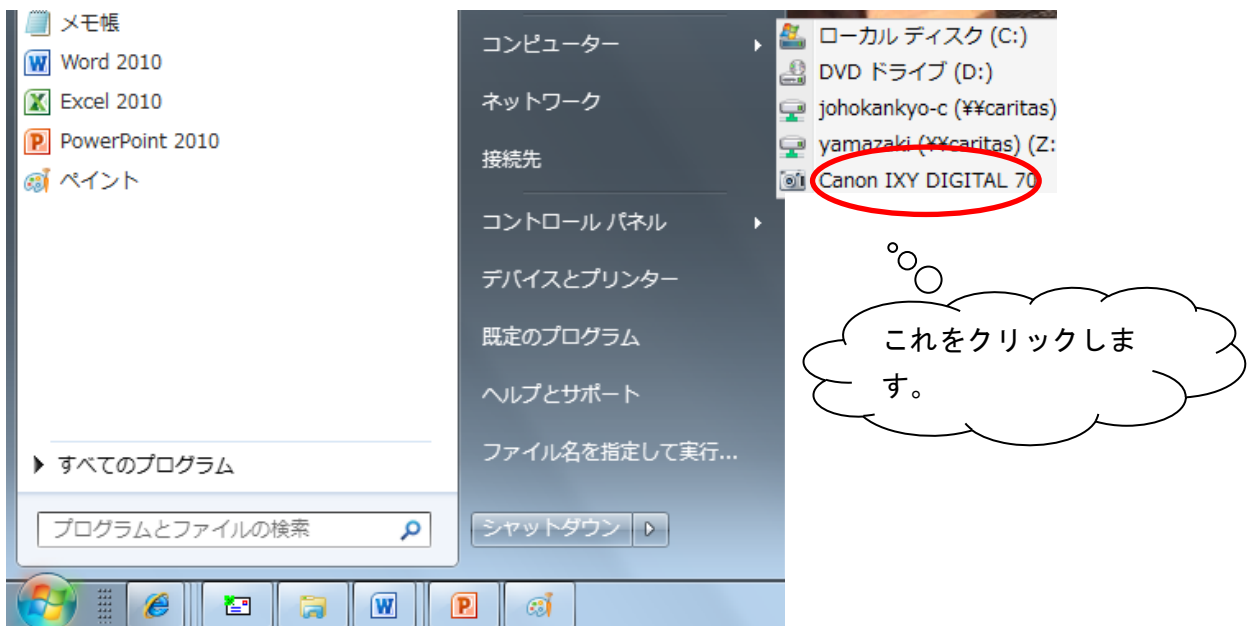 メモ帳
Word 2010
Excel 2010
PowerPoint 2010
ペイント
すべてのプログラム
プログラムとファイルの検索
コンピューター
ネットワーク
接続先
コントロール パネル
デバイスとプリンター
既定のプログラム
ヘルプとサポート
ファイル名を指定して実行...
シャットダウン
ローカル ディスク (C:)
DVD ドライブ (D:)
johokankyo-c (¥¥caritas)
yamazaki (¥¥caritas) (Z:
Canon IXY DIGITAL 70
これをクリックしま
す。